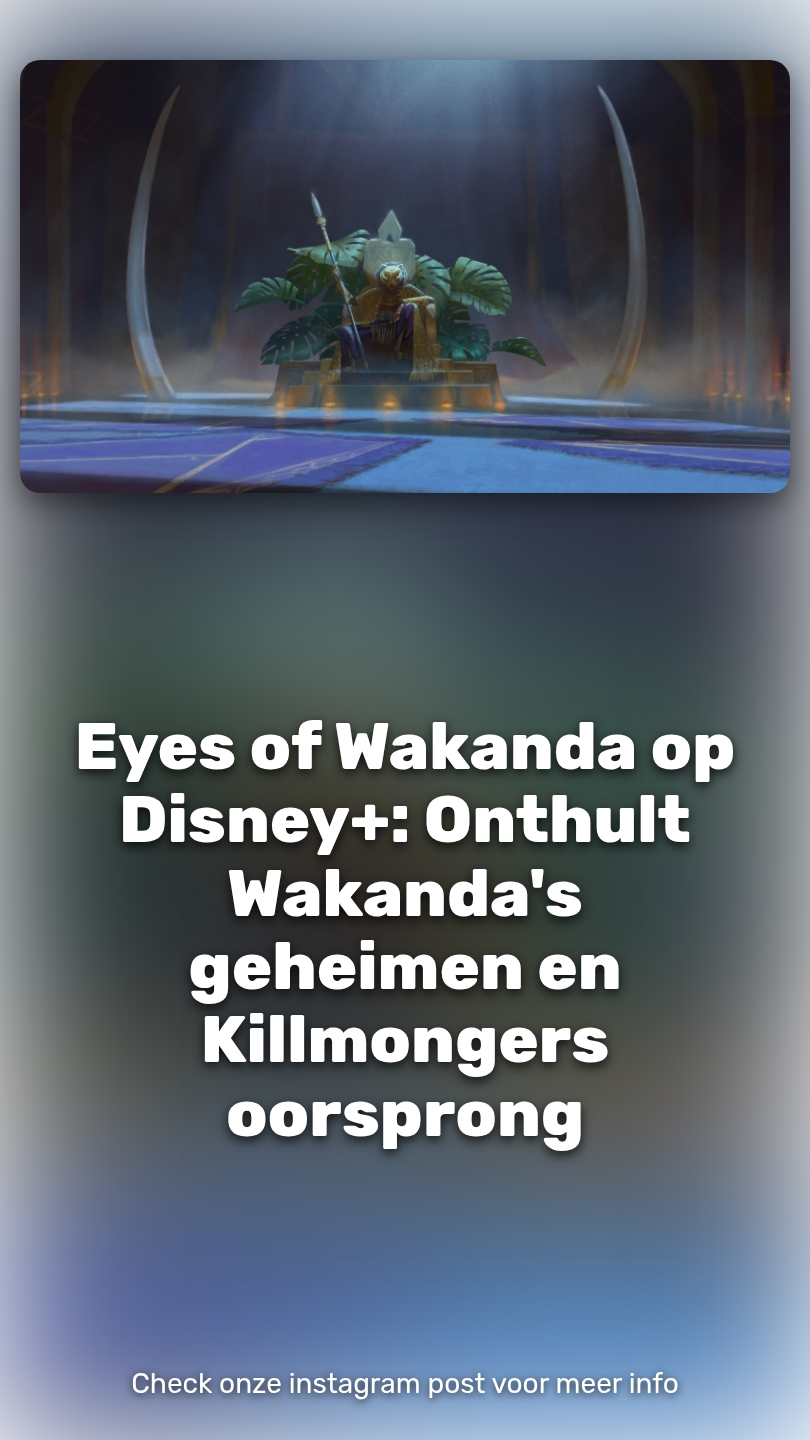 Eyes of Wakanda op
Disney+: Onthult
Wakanda's
geheimen en
Killmongers
oorsprong
Check onze instagram post voor meer info